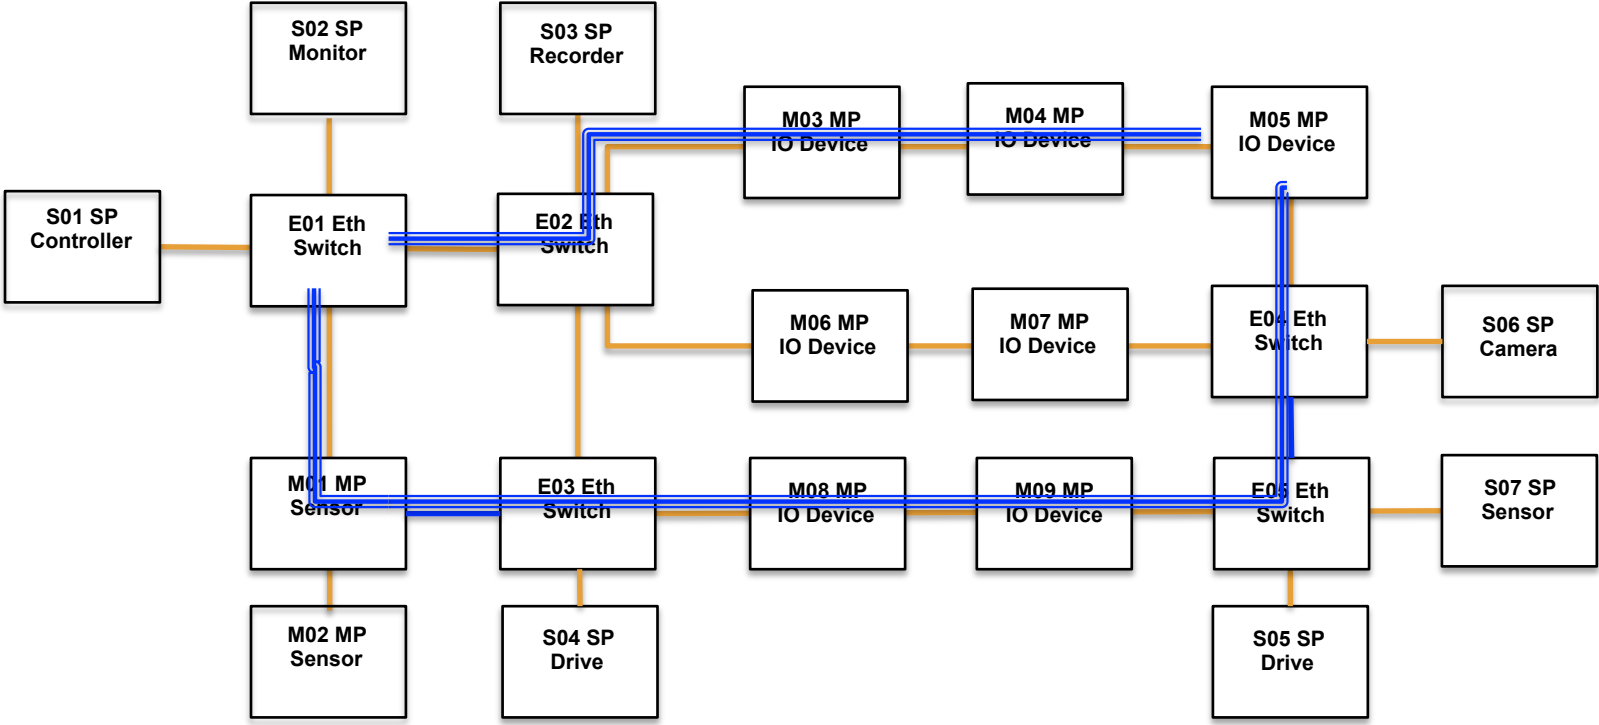 S02 SP
Monitor
S03 SP
Recorder
M03 MP
IO Device
M04 MP
IO Device
M05 MP
IO Device
S01 SP
Controller
E01 Eth
Switch
E02 Eth
Switch
M06 MP
IO Device
M07 MP
IO Device
E04 Eth
Switch
S06 SP
Camera
M01 MP
Sensor
E03 Eth
Switch
M08 MP
IO Device
M09 MP
IO Device
E05 Eth
Switch
S07 SP
Sensor
M02 MP
Sensor
S04 SP
Drive
S05 SP
Drive